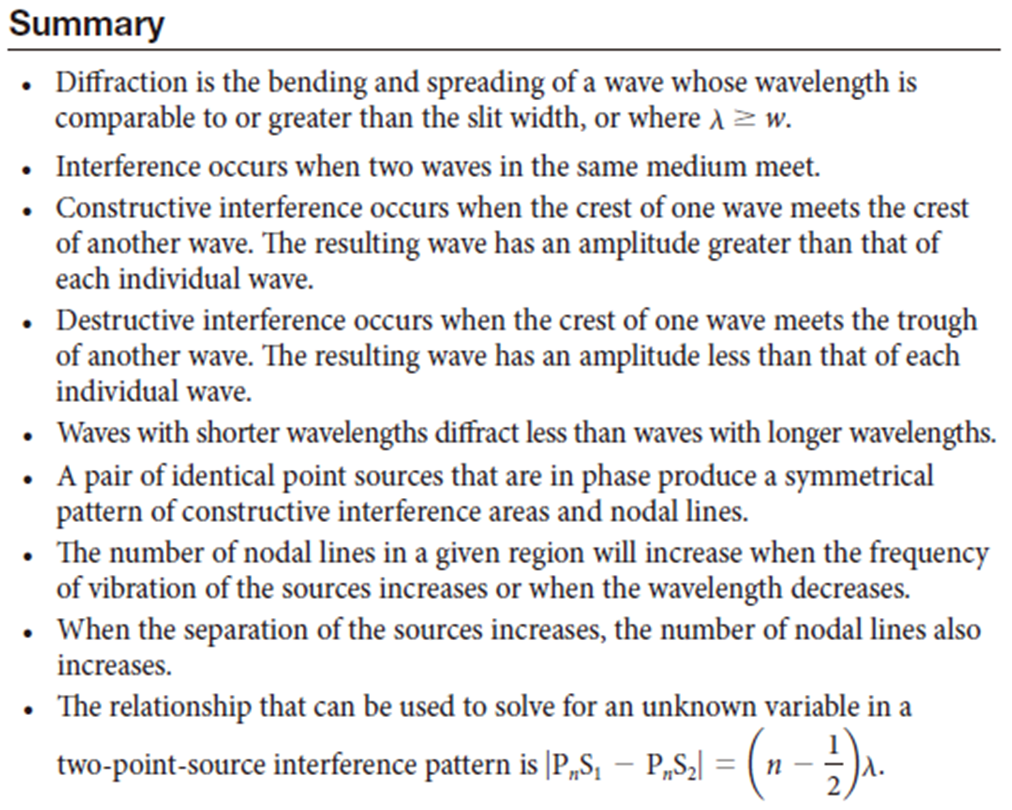 Summary
• Diffraction is the bending and spreading of a wave whose wavelength is
comparable to or greater than the slit width, or where λ ≥ w.
• Interference occurs when two waves in the same medium meet.
• Constructive interference occurs when the crest of one wave meets the crest
of another wave. The resulting wave has an amplitude greater than that of
each individual wave.
• Destructive interference occurs when the crest of one wave meets the trough
of another wave. The resulting wave has an amplitude less than that of each
individual wave.
• Waves with shorter wavelengths diffract less than waves with longer wavelengths.
• A pair of identical point sources that are in phase produce a symmetrical
pattern of constructive interference areas and nodal lines.
• The number of nodal lines in a given region will increase when the frequency
of vibration of the sources increases or when the wavelength decreases.
• When the separation of the sources increases, the number of nodal lines also
increases.
• The relationship that can be used to solve for an unknown variable in a
two-point-source interference pattern is |PₙS₁ − PₙS₂| = (n − 1/2)λ.